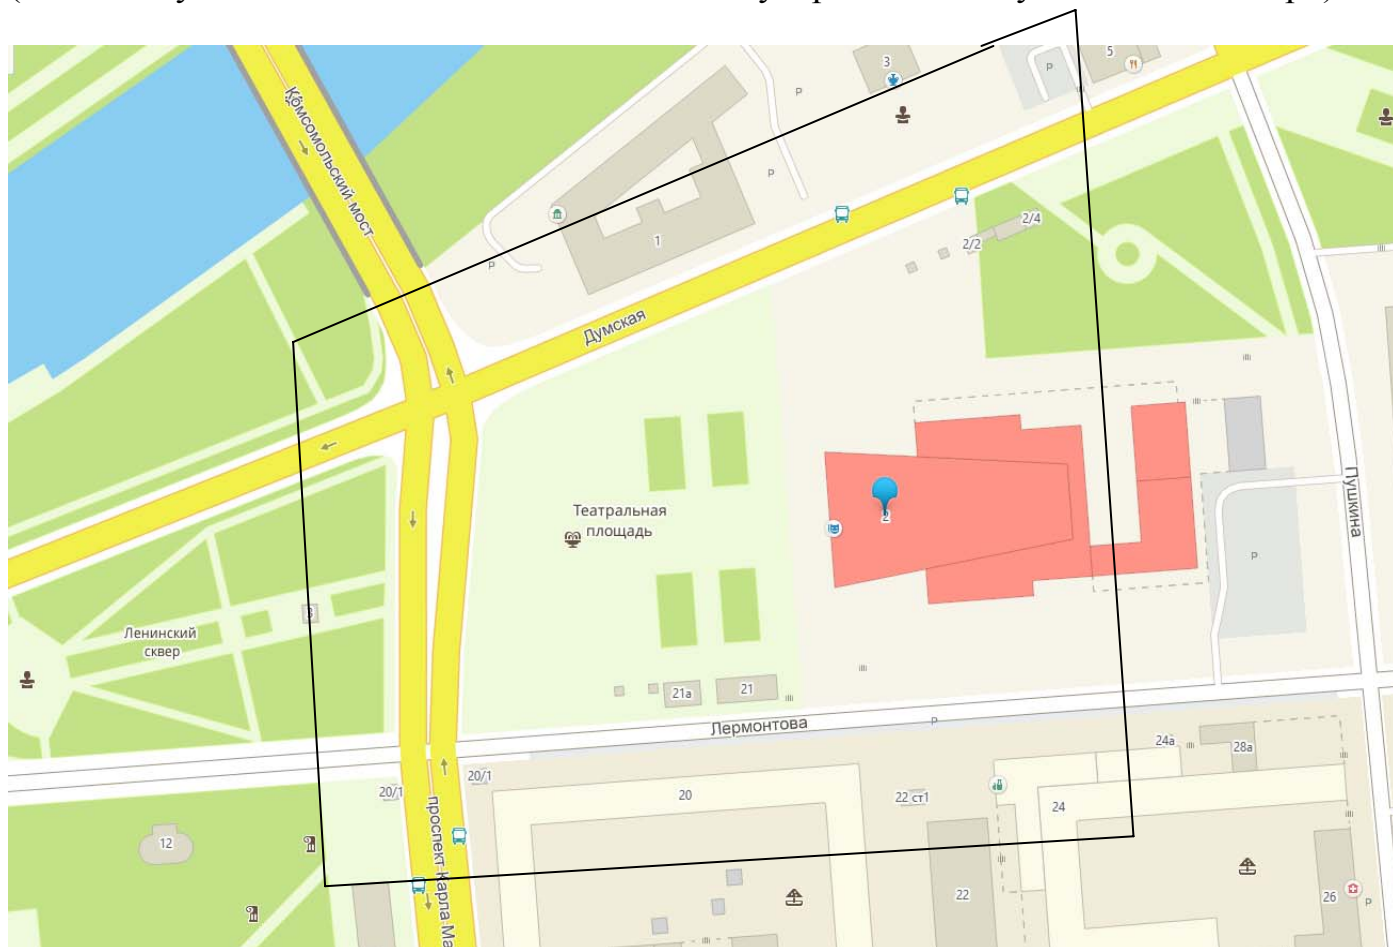 5
3
P
P
Комсомольский мост
P
2/4
2/2
1
P
Думская
Театральная
площадь
2
P
Пушкина
Ленинский
сквер
21а
21
Лермонтова
P
24а
28а
20/1
20/1
20
22 ст1
24
12
проспект Карла Ма
22
26
P